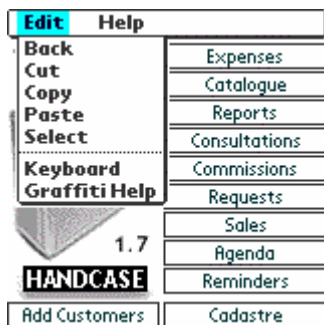 Edit Help
Back
Cut
Copy
Paste
Select
Keyboard
Graffiti Help
Expenses
Catalogue
Reports
Consultations
Commissions
Requests
Sales
Agenda
Reminders
1.7
HANDCASE
Add Customers
Cadastre